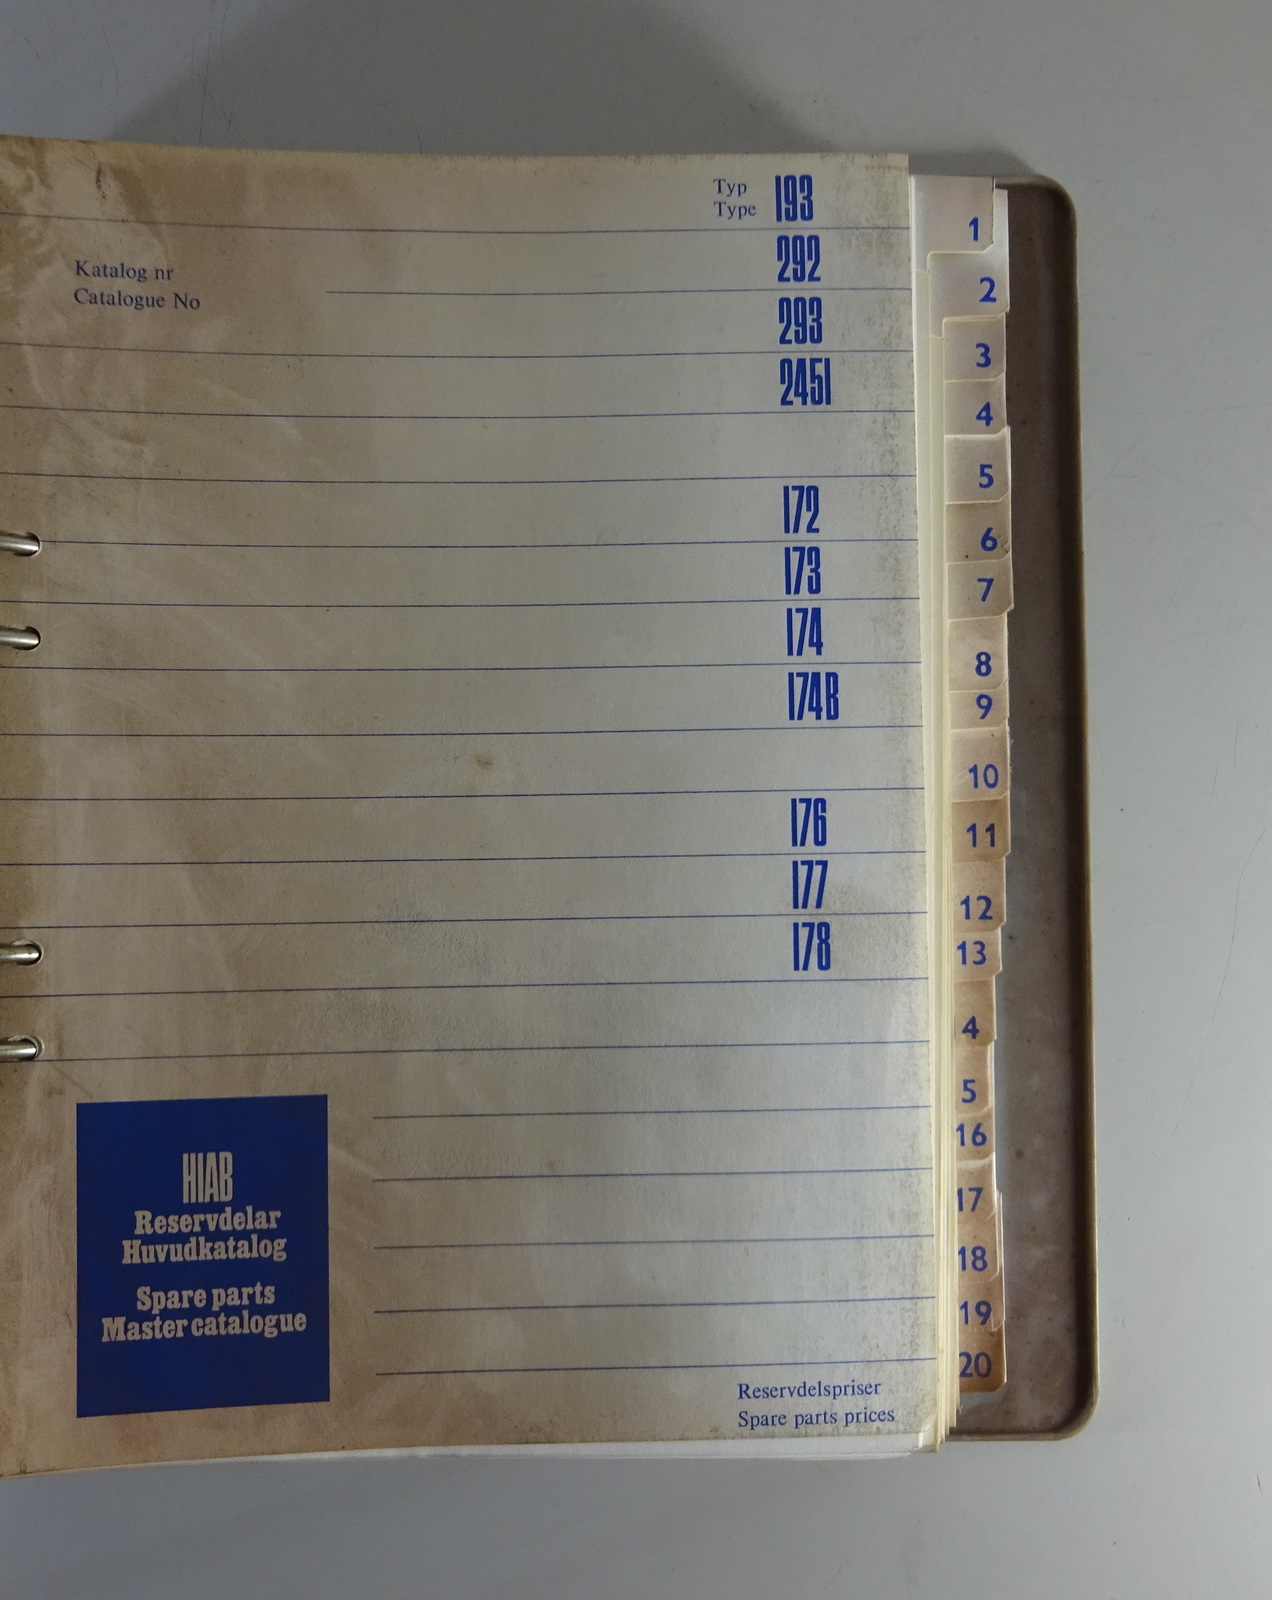 Typ
Type 193
292
Katalog nr
Catalogue No
293
2451
172
173
174
174B
176
177
178
HIAB
Reservdelar
Huvudkatalog
Spare parts
Master catalogue
Reservdelspriser
Spare parts prices
1
2
3
4
5
6
7
8
9
10
11
12
13
4
5
16
17
18
19
20